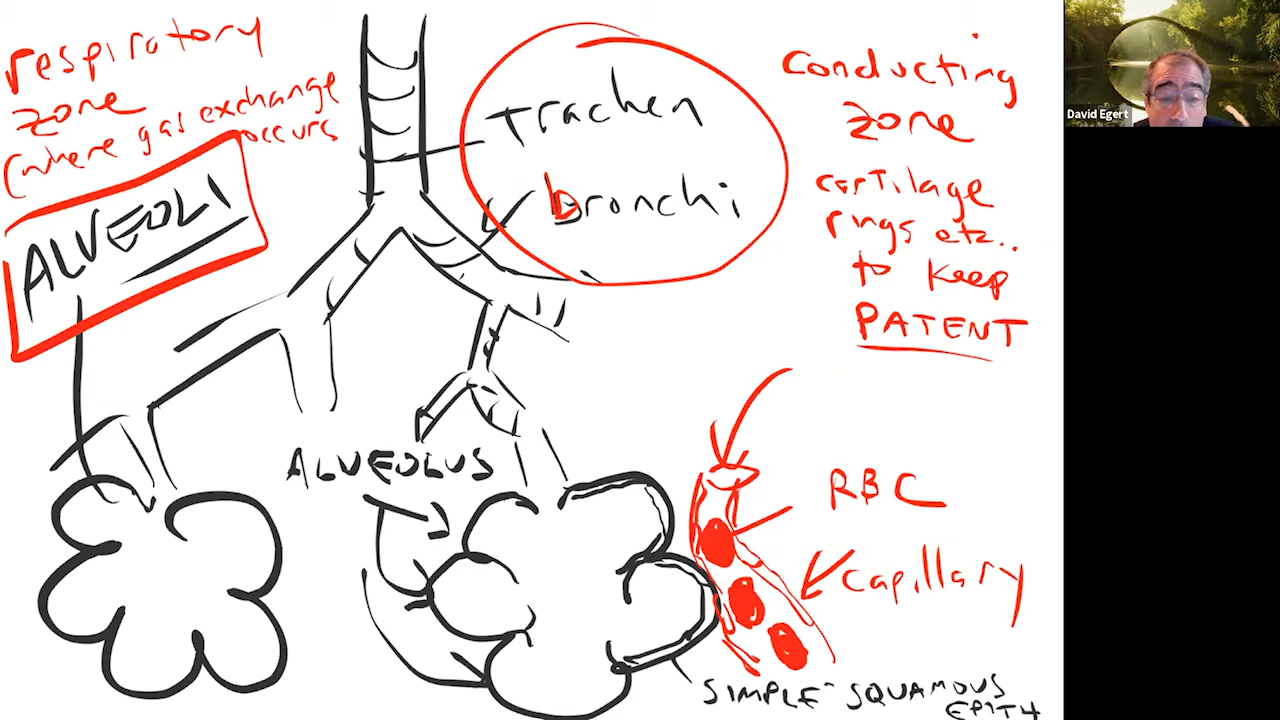 respiratory
zone
(where gas exchange
occurs
ALVEOLI
Trachea
bronchi
conducting
zone
cartilage
rings etc..
to keep
PATENT
David Egert
ALVEOLUS
RBC
capillary
SIMPLE SQUAMOUS
EPITH